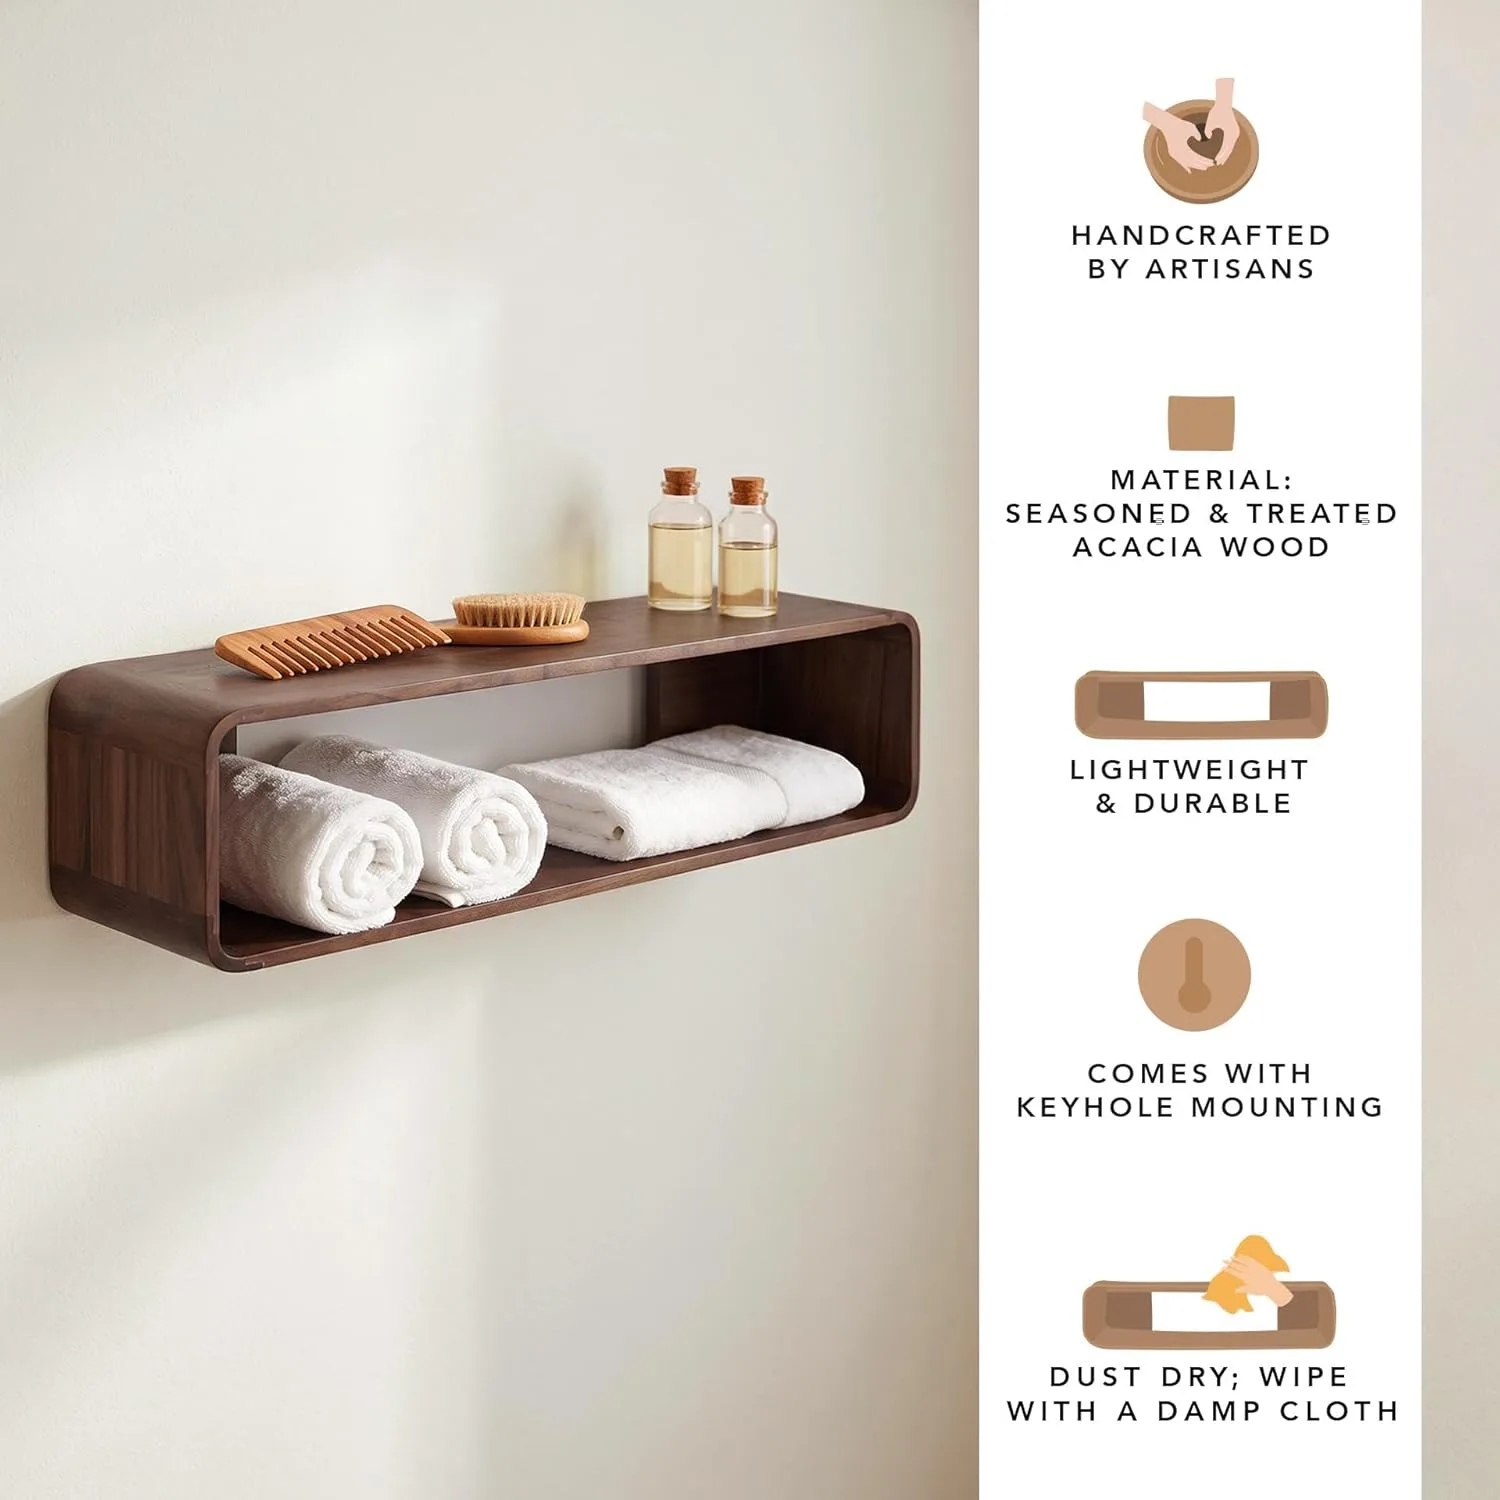 HANDCRAFTED
BY ARTISANS
MATERIAL:
SEASONED & TREATED
ACACIA WOOD
LIGHTWEIGHT
& DURABLE
COMES WITH
KEYHOLE MOUNTING
DUST DRY; WIPE
WITH A DAMP CLOTH